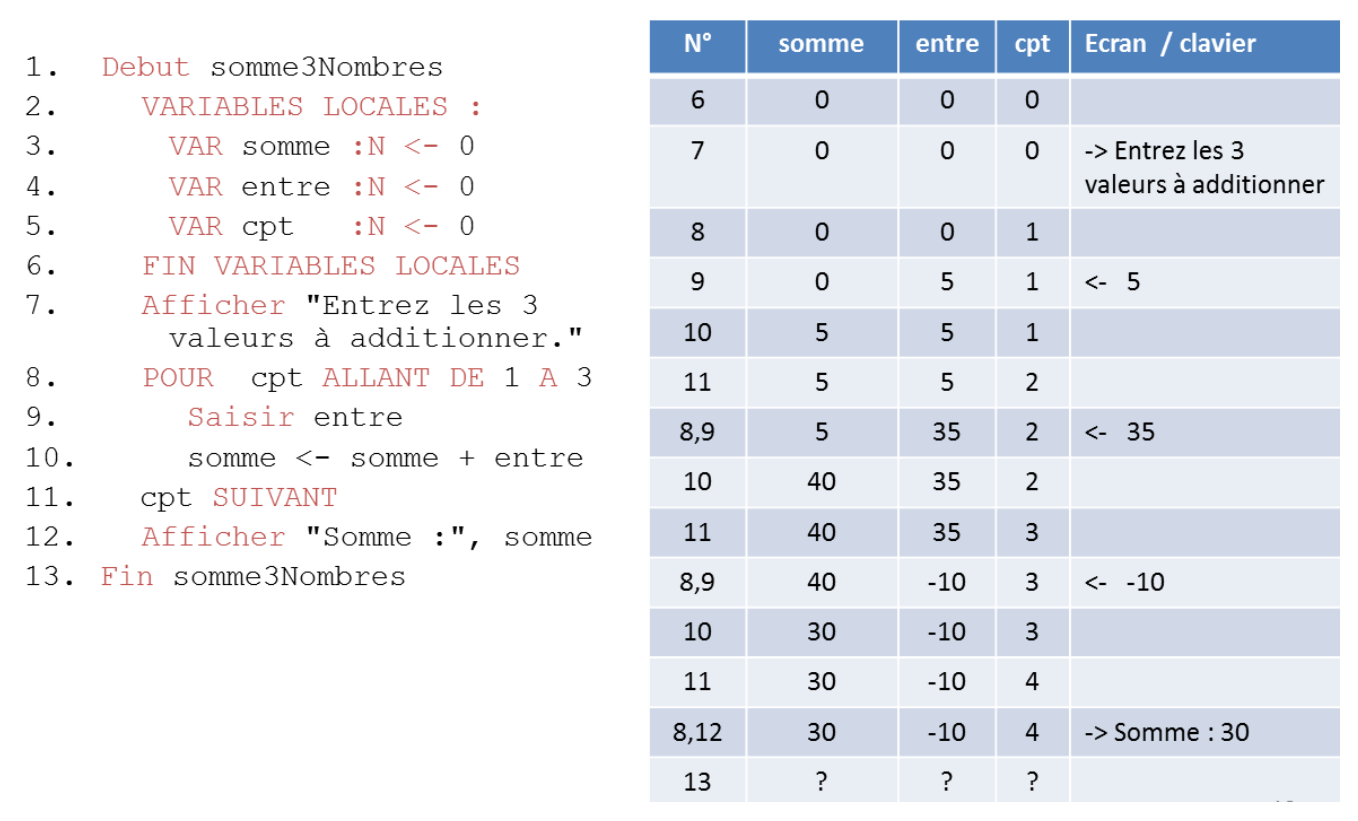 1. Debut somme3Nombres
2. VARIABLES LOCALES :
3. VAR somme :N <- 0
4. VAR entre :N <- 0
5. VAR cpt :N <- 0
6. FIN VARIABLES LOCALES
7. Afficher "Entrez les 3
valeurs à additionner."
8. POUR cpt ALLANT DE 1 A 3
9. Saisir entre
10. somme <- somme + entre
11. cpt SUIVANT
12. Afficher "Somme :", somme
13. Fin somme3Nombres
N° somme entre cpt Ecran / clavier
6 0 0 0
7 0 0 0 -> Entrez les 3
valeurs à additionner
8 0 0 1
9 0 5 1 <- 5
10 5 5 1
11 5 5 2
8,9 5 35 2 <- 35
10 40 35 2
11 40 35 3
8,9 40 -10 3 <- -10
10 30 -10 3
11 30 -10 4
8,12 30 -10 4 -> Somme : 30
13 ? ? ?